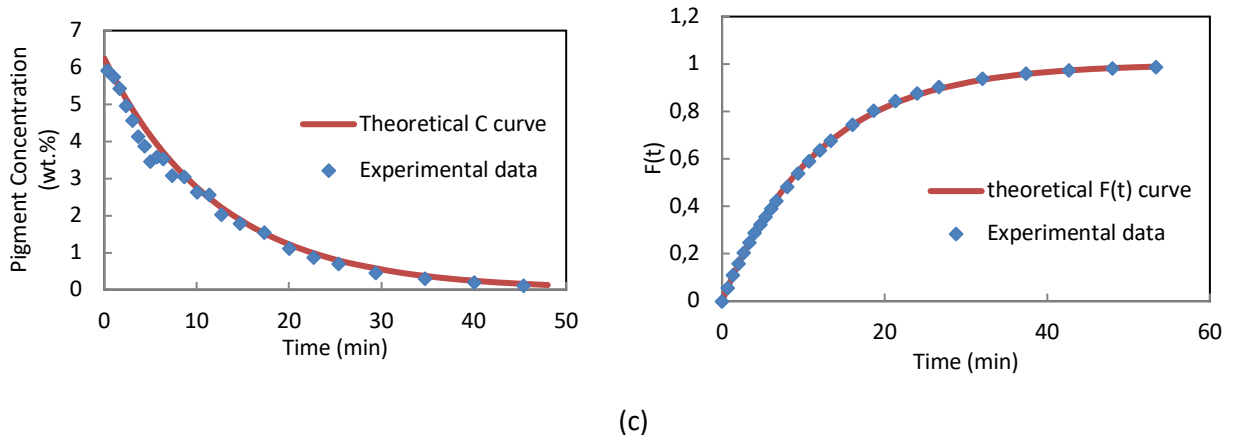 7
6
5
4
3
2
1
0
0
10
20
30
40
50
Pigment Concentration
(wt.%)
Time (min)
Theoretical C curve
Experimental data
1,2
1
0,8
0,6
0,4
0,2
0
0
20
40
60
F(t)
Time (min)
theoretical F(t) curve
Experimental data
(c)